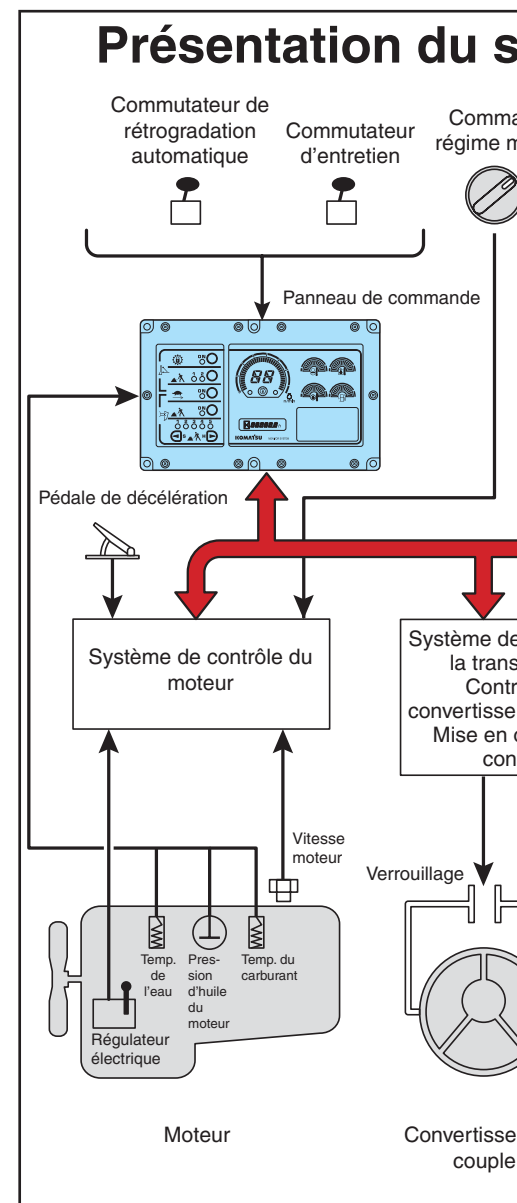 Présentation du s
Commutateur de
rétrogradation
automatique
Commutateur
d'entretien
Comma
régime m
Panneau de commande
KOMATSU
Pédale de décélération
Système de contrôle du
moteur
Système de
la trans
Contr
convertisse
Mise en
con
Vitesse
moteur
Verrouillage
Temp.
de
l'eau
Pres-
sion
d'huile
du
moteur
Temp. du
carburant
Régulateur
électrique
Moteur
Convertisse
couple